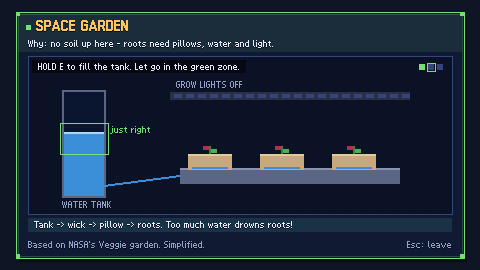 SPACE GARDEN
Why: no soil up here - roots need pillows, water and light.
HOLD E to fill the tank. Let go in the green zone.
GROW LIGHTS OFF
just right
WATER TANK
Tank -> wick -> pillow -> roots. Too much water drowns roots!
Based on NASA's Veggie garden. Simplified.
Esc: leave